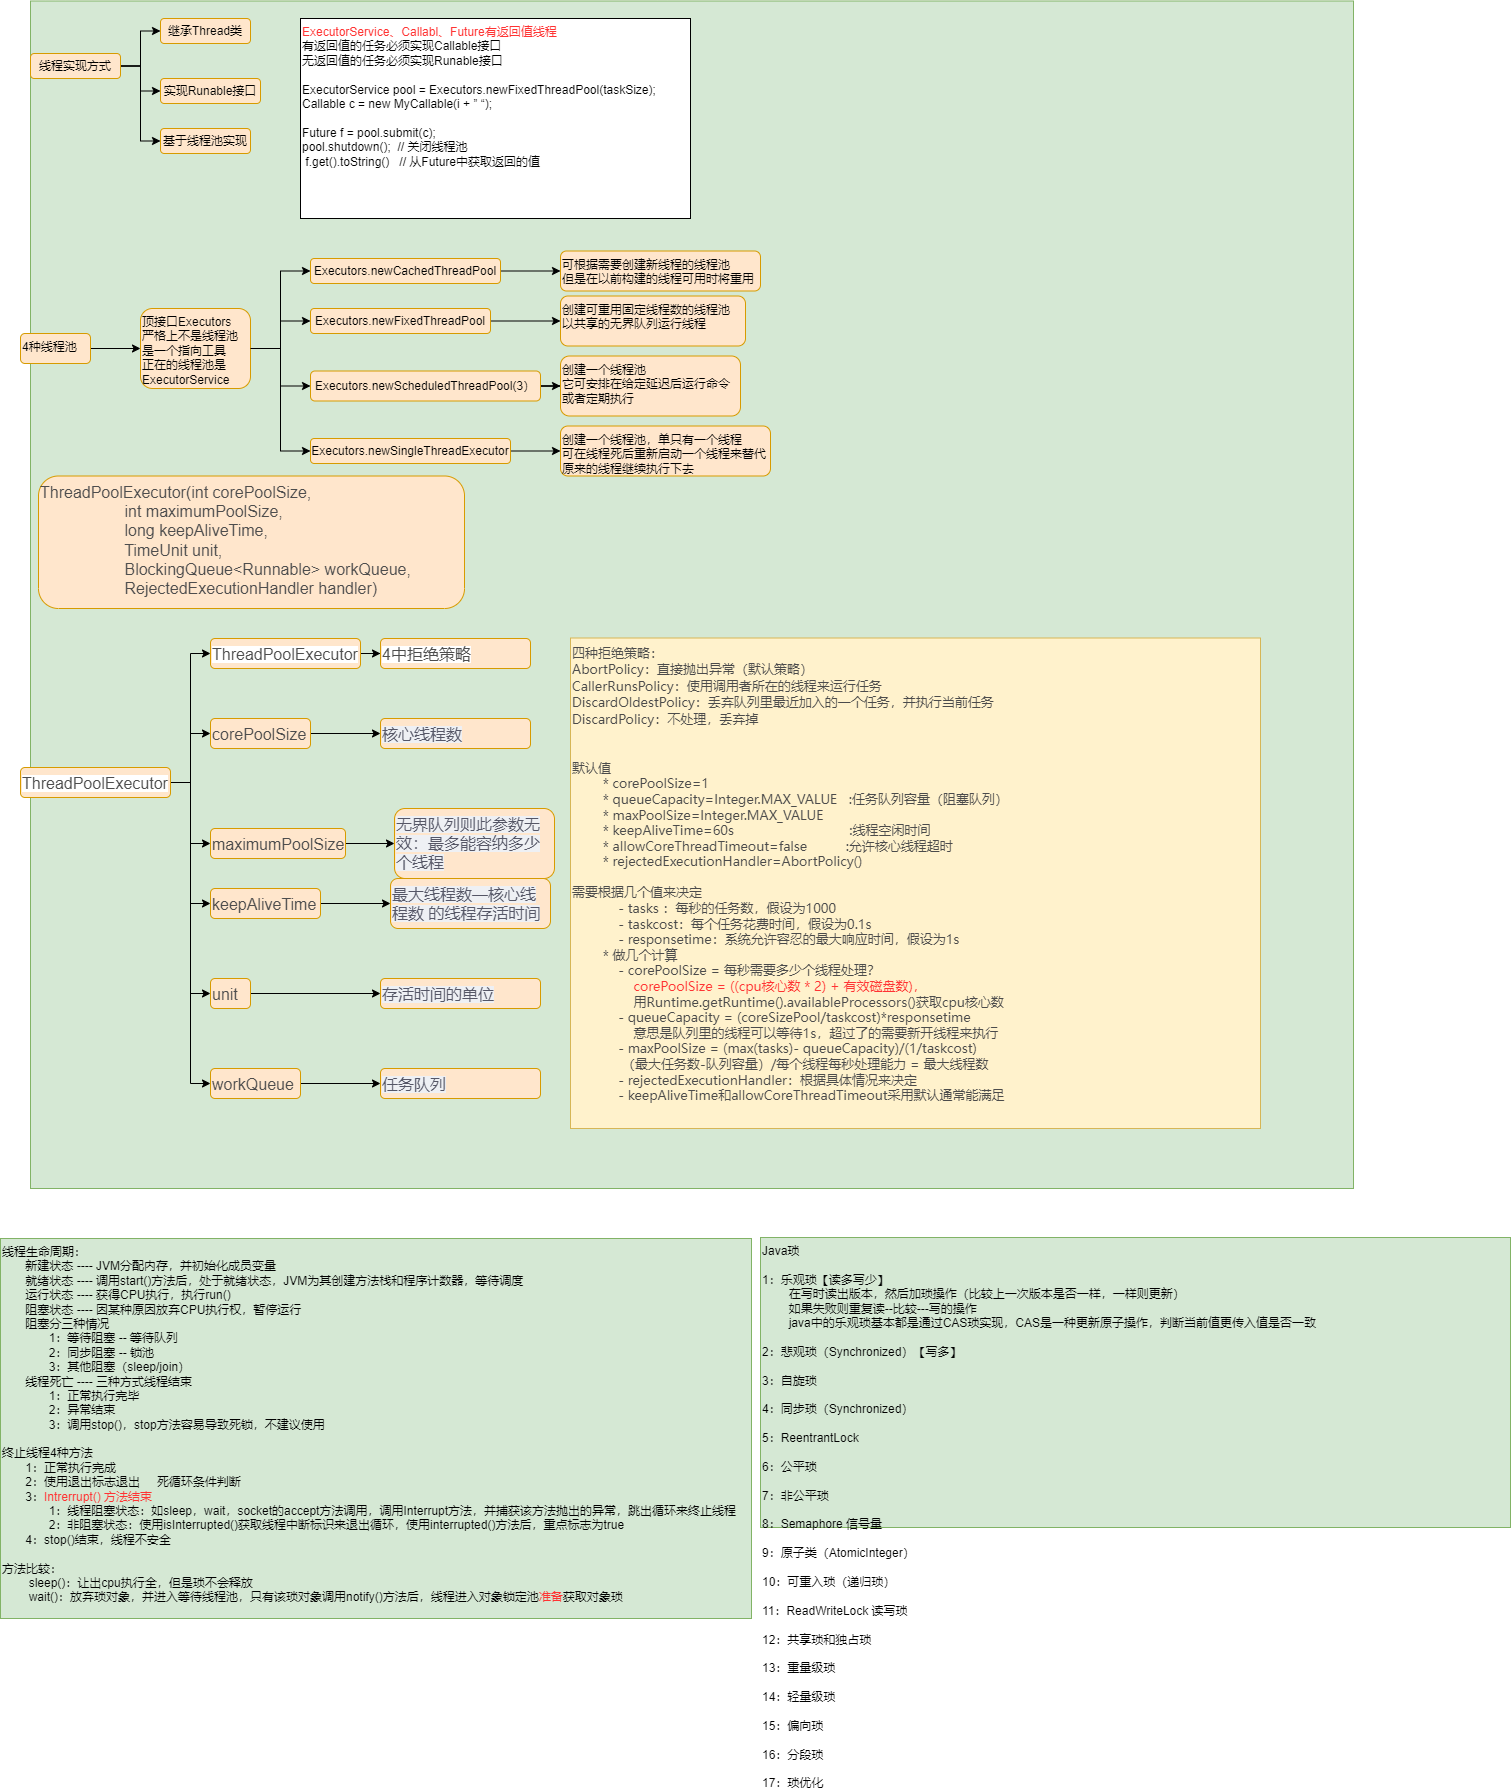 线程实现方式
继承Thread类
实现Runable接口
基于线程池实现
ExecutorService、Callabl、Future有返回值线程
有返回值的任务必须实现Callable接口
无返回值的任务必须实现Runable接口
ExecutorService pool = Executors.newFixedThreadPool(taskSize);
Callable c = new MyCallable(i + " “);
Future f = pool.submit(c);
pool.shutdown();  // 关闭线程池
f.get().toString()   // 从Future中获取返回的值
4种线程池
顶接口Executors
严格上不是线程池
是一个指向工具
正在的线程池是
ExecutorService
Executors.newCachedThreadPool
可根据需要创建新线程的线程池
但是在以前构建的线程可用时将重用
Executors.newFixedThreadPool
创建可重用固定线程数的线程池
以共享的无界队列运行线程
Executors.newScheduledThreadPool(3)
创建一个线程池
它可安排在给定延迟后运行命令
或者定期执行
Executors.newSingleThreadExecutor
创建一个线程池，单只有一个线程
可在线程死后重新启动一个线程来替代
原来的线程继续执行下去
ThreadPoolExecutor(int corePoolSize,
int maximumPoolSize,
long keepAliveTime,
TimeUnit unit,
BlockingQueue<Runnable> workQueue,
RejectedExecutionHandler handler)
ThreadPoolExecutor
ThreadPoolExecutor
4中拒绝策略
corePoolSize
核心线程数
maximumPoolSize
无界队列则此参数无
效：最多能容纳多少
个线程
keepAliveTime
最大线程数—核心线
程数 的线程存活时间
unit
存活时间的单位
workQueue
任务队列
四种拒绝策略：
AbortPolicy：直接抛出异常（默认策略）
CallerRunsPolicy：使用调用者所在的线程来运行任务
DiscardOldestPolicy：丢弃队列里最近加入的一个任务，并执行当前任务
DiscardPolicy：不处理，丢弃掉
默认值
* corePoolSize=1
* queueCapacity=Integer.MAX_VALUE   :任务队列容量（阻塞队列）
* maxPoolSize=Integer.MAX_VALUE
* keepAliveTime=60s   :线程空闲时间
* allowCoreThreadTimeout=false   :允许核心线程超时
* rejectedExecutionHandler=AbortPolicy()
需要根据几个值来决定
- tasks ：每秒的任务数，假设为1000
- taskcost：每个任务花费时间，假设为0.1s
- responsetime：系统允许容忍的最大响应时间，假设为1s
* 做几个计算
- corePoolSize = 每秒需要多少个线程处理？
corePoolSize = ((cpu核心数 * 2) + 有效磁盘数)，
用Runtime.getRuntime().availableProcessors()获取cpu核心数
- queueCapacity = (coreSizePool/taskcost)*responsetime
意思是队列里的线程可以等待1s，超过了的需要新开线程来执行
- maxPoolSize = (max(tasks)- queueCapacity)/(1/taskcost)
（最大任务数-队列容量）/每个线程每秒处理能力 = 最大线程数
- rejectedExecutionHandler：根据具体情况来决定
- keepAliveTime和allowCoreThreadTimeout采用默认通常能满足
线程生命周期：
新建状态 ---- JVM分配内存，并初始化成员变量
就绪状态 ---- 调用start()方法后，处于就绪状态，JVM为其创建方法栈和程序计数器，等待调度
运行状态 ---- 获得CPU执行，执行run()
阻塞状态 ---- 因某种原因放弃CPU执行权，暂停运行
阻塞分三种情况
1：等待阻塞 -- 等待队列
2：同步阻塞 -- 锁池
3：其他阻塞（sleep/join）
线程死亡 ---- 三种方式线程结束
1：正常执行完毕
2：异常结束
3：调用stop()，stop方法容易导致死锁，不建议使用
终止线程4种方法
1：正常执行完成
2：使用退出标志退出     死循环条件判断
3：Intrerrupt() 方法结束
1：线程阻塞状态：如sleep，wait，socket的accept方法调用，调用Interrupt方法，并捕获该方法抛出的异常，跳出循环来终止线程
2：非阻塞状态：使用isInterrupted()获取线程中断标识来退出循环，使用interrupted()方法后，重点标志为true
4：stop()结束，线程不安全
方法比较：
sleep()：让出cpu执行全，但是琐不会释放
wait()：放弃琐对象，并进入等待线程池，只有该琐对象调用notify()方法后，线程进入对象锁定池准备获取对象琐
Java琐
1：乐观琐【读多写少】
在写时读出版本，然后加琐操作（比较上一次版本是否一样，一样则更新）
如果失败则重复读--比较---写的操作
java中的乐观琐基本都是通过CAS琐实现，CAS是一种更新原子操作，判断当前值更传入值是否一致
2：悲观琐（Synchronized）【写多】
3：自旋琐
4：同步琐（Synchronized）
5：ReentrantLock
6：公平琐
7：非公平琐
8：Semaphore 信号量
9：原子类（AtomicInteger）
10：可重入琐（递归琐）
11：ReadWriteLock 读写琐
12：共享琐和独占琐
13：重量级琐
14：轻量级琐
15：偏向琐
16：分段琐
17：琐优化